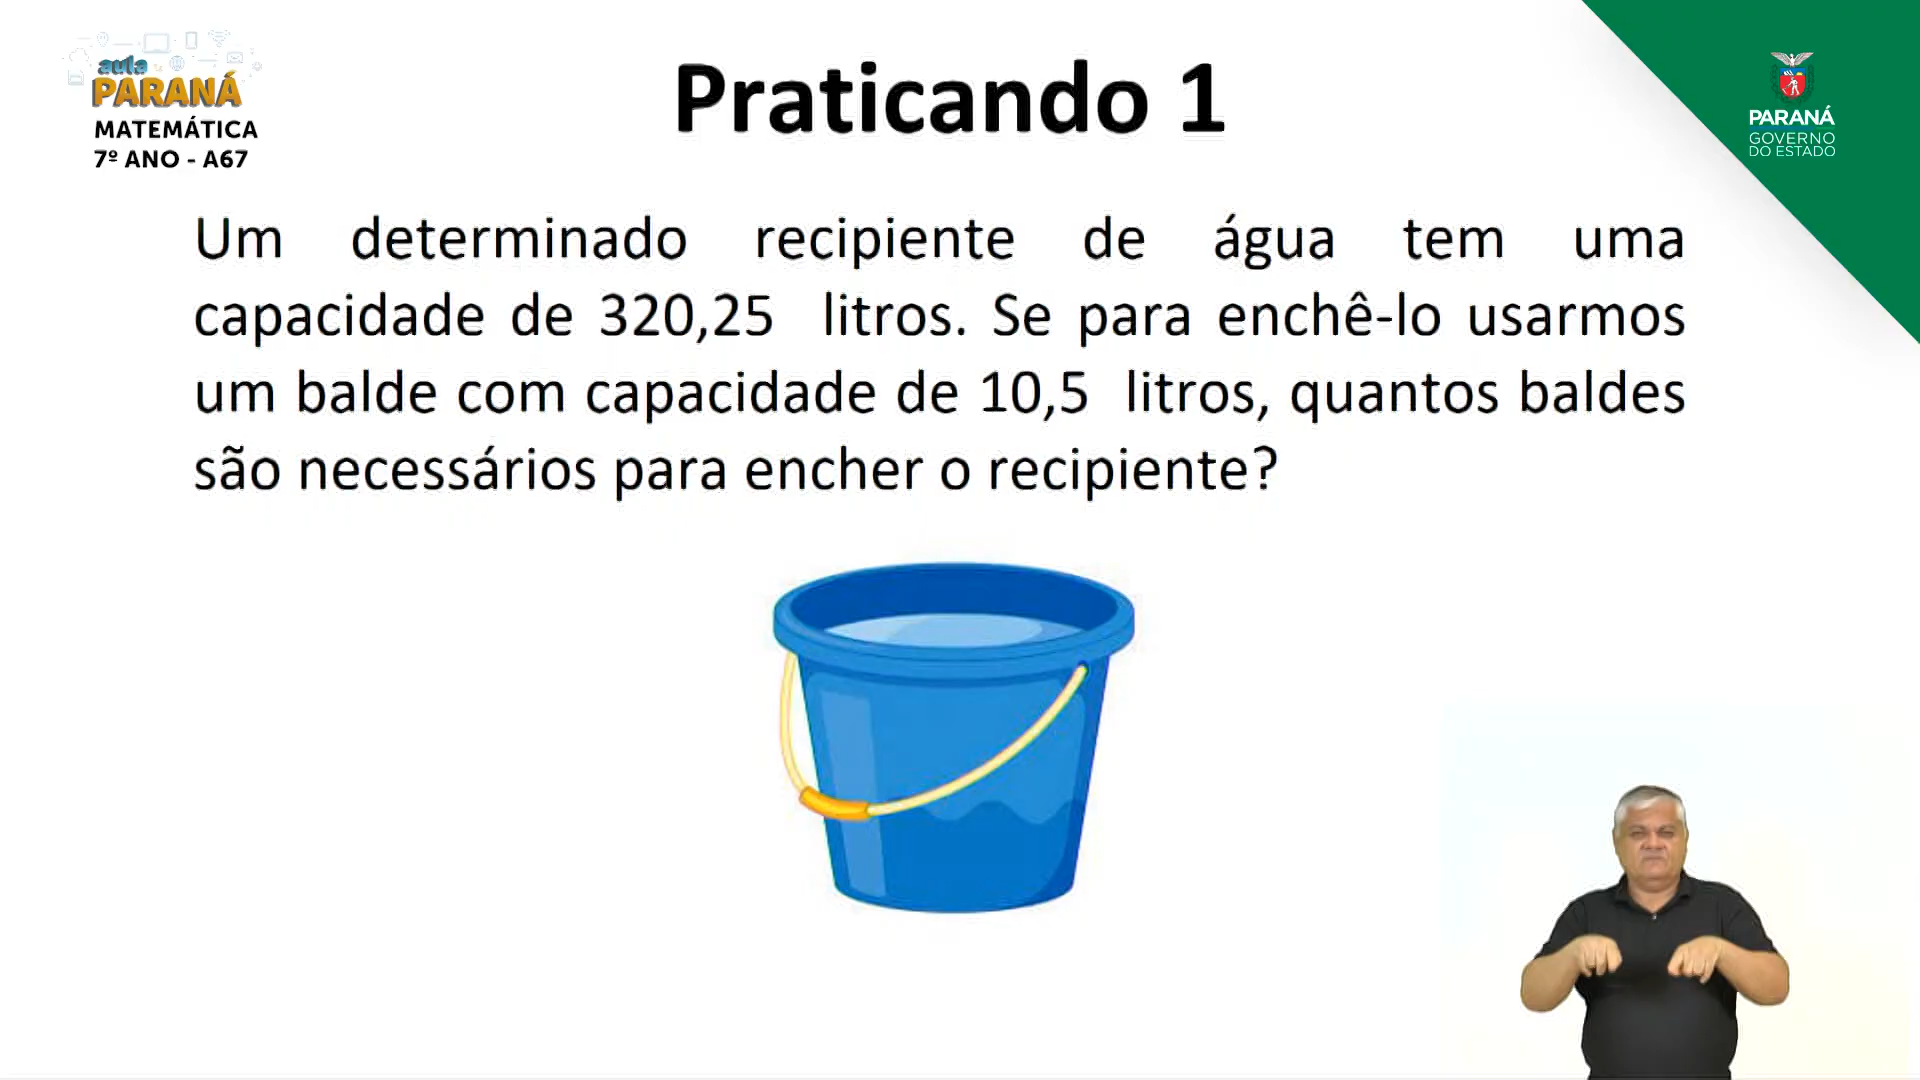 aula
PARANÁ
MATEMÁTICA
7º ANO - A67
Praticando 1
PARANÁ
GOVERNO
DO ESTADO
Um determinado recipiente de água tem uma
capacidade de 320,25 litros. Se para enchê-lo usarmos
um balde com capacidade de 10,5 litros, quantos baldes
são necessários para encher o recipiente?